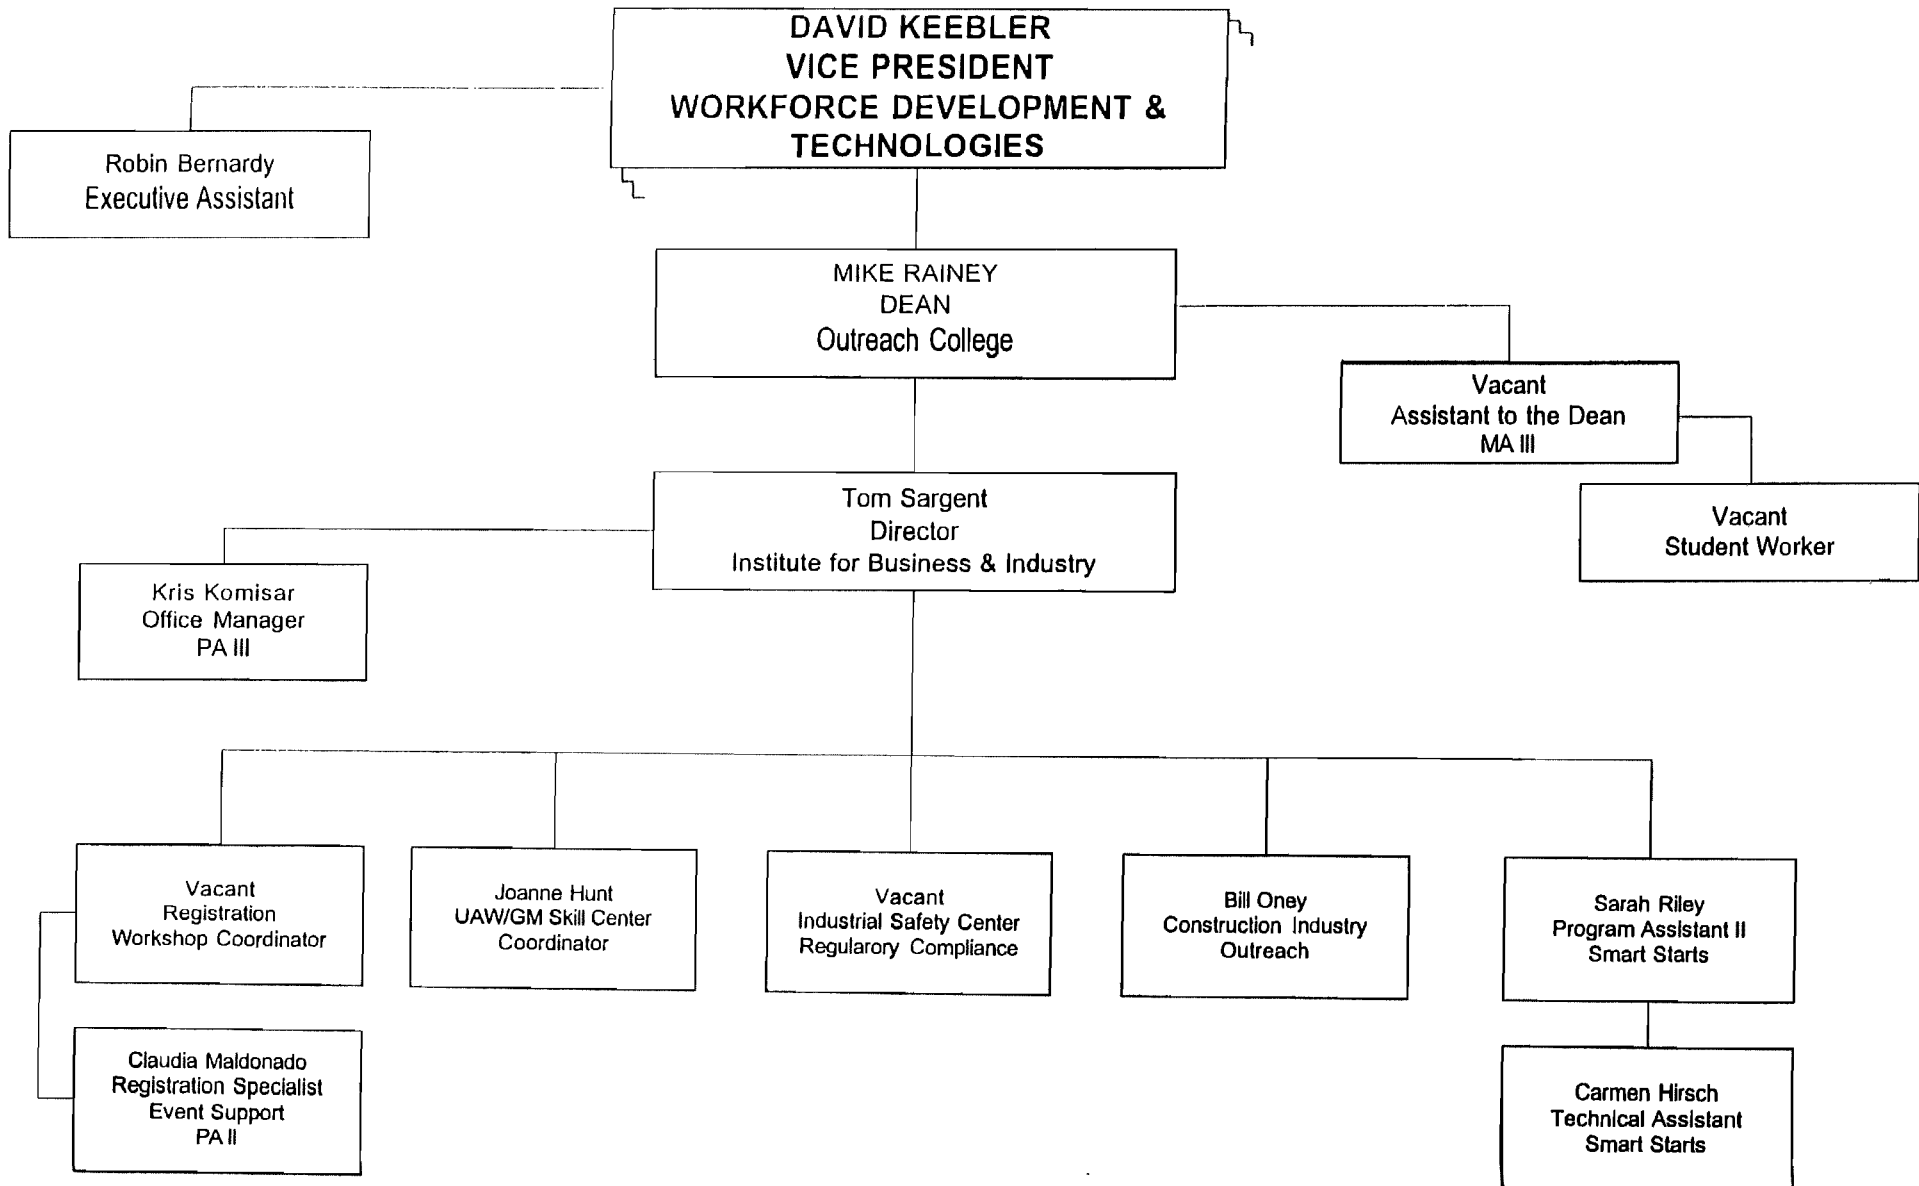 DAVID KEEBLER
VICE PRESIDENT
WORKFORCE DEVELOPMENT &
TECHNOLOGIES
Robin Bernardy
Executive Assistant
MIKE RAINEY
DEAN
Outreach College
Vacant
Assistant to the Dean
MA III
Vacant
Student Worker
Tom Sargent
Director
Institute for Business & Industry
Kris Komisar
Office Manager
PA III
Vacant
Registration
Workshop Coordinator
Joanne Hunt
UAW/GM Skill Center
Coordinator
Vacant
Industrial Safety Center
Regularory Compliance
Bill Oney
Construction Industry
Outreach
Sarah Riley
Program Assistant II
Smart Starts
Claudia Maldonado
Registration Specialist
Event Support
PA II
Carmen Hirsch
Technical Assistant
Smart Starts